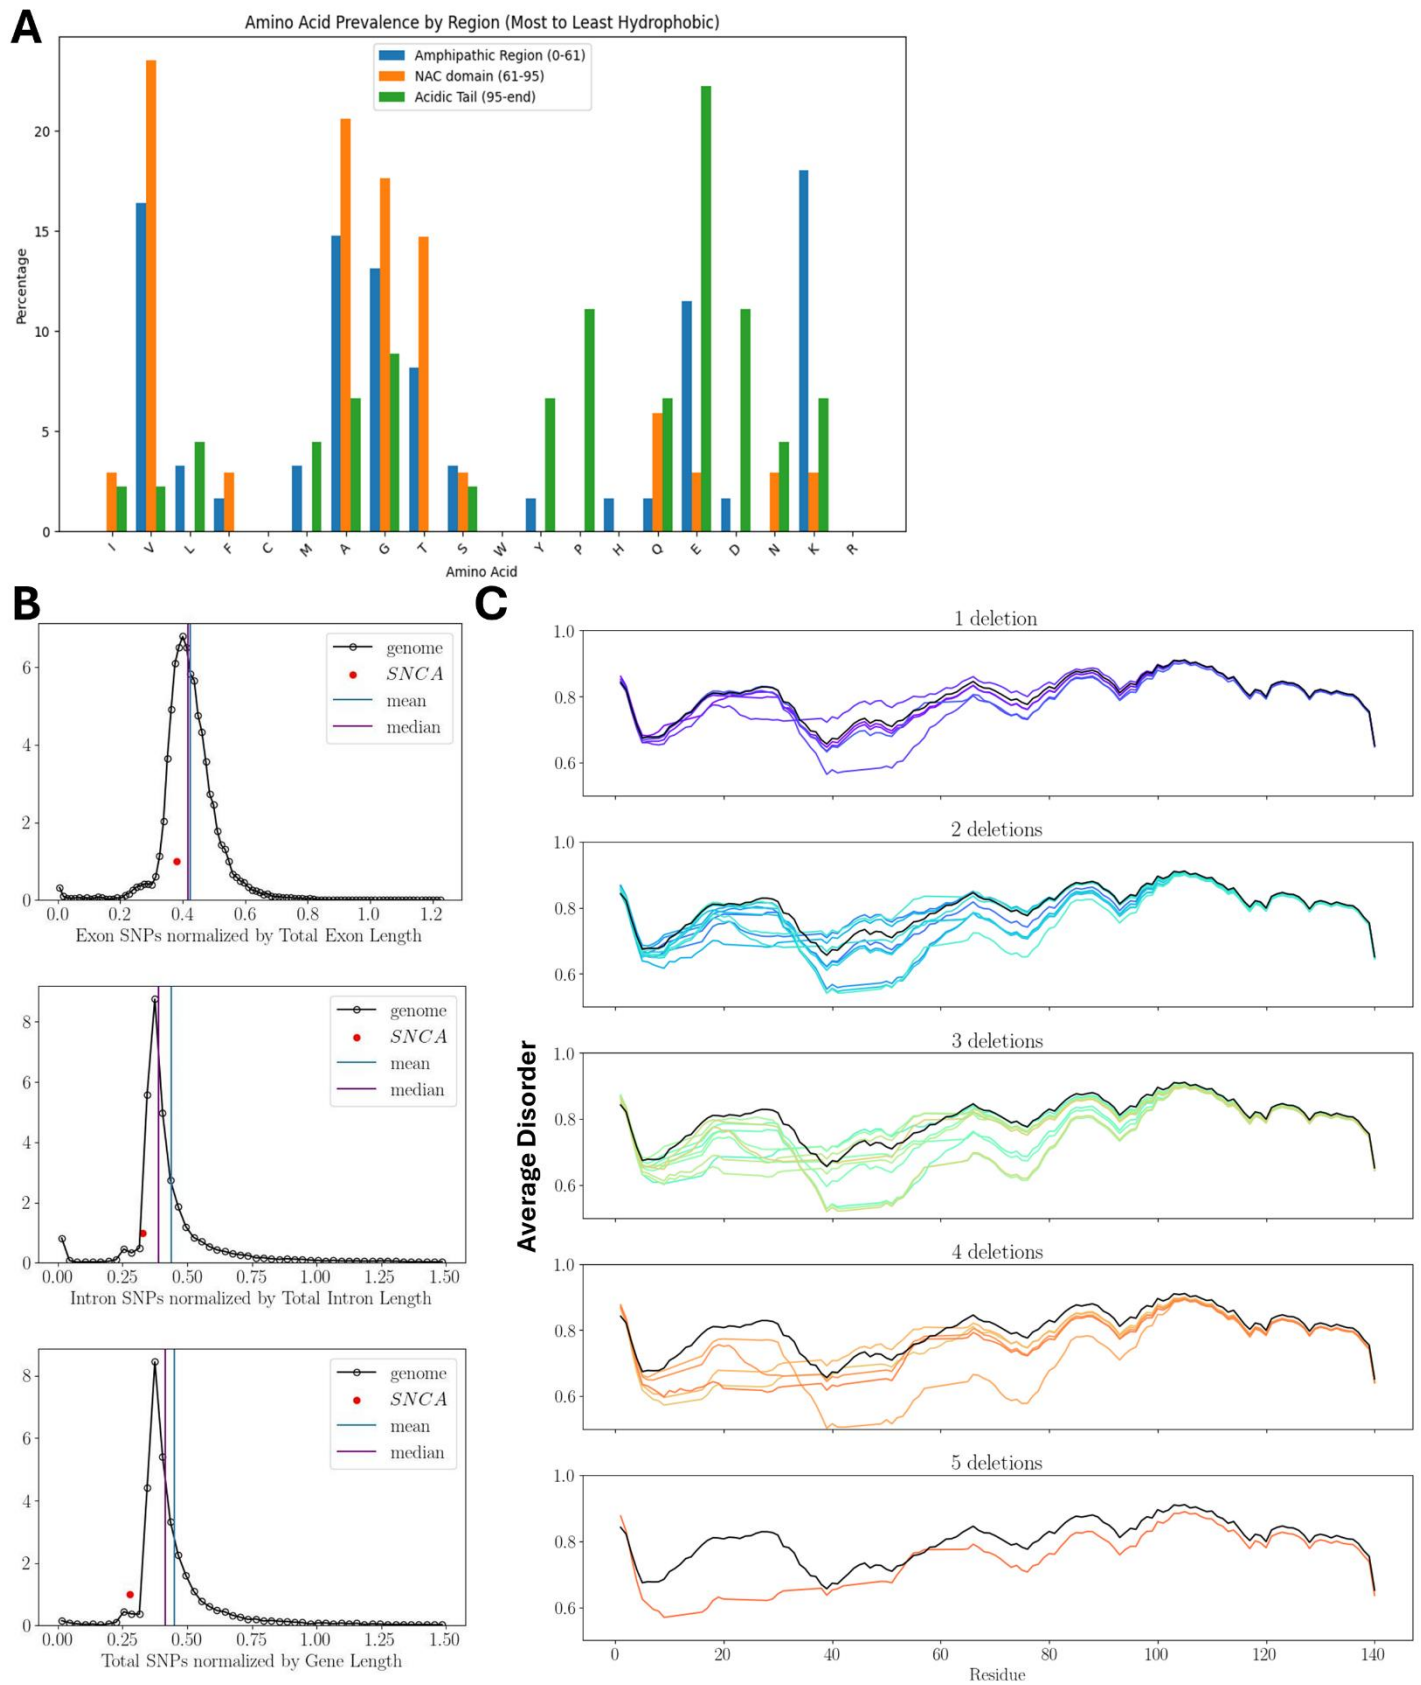 A
Amino Acid Prevalence by Region (Most to Least Hydrophobic)
Amphipathic Region (0-61)
NAC domain (61-95)
Acidic Tail (95-end)
Percentage
20
15
10
5
0
I V L F C M A G T S W Y P H Q E D N K R
Amino Acid
B
genome
SNCA
mean
median
6
4
2
0
0.0 0.2 0.4 0.6 0.8 1.0 1.2
Exon SNPs normalized by Total Exon Length
genome
SNCA
mean
median
8
6
4
2
0
0.00 0.25 0.50 0.75 1.00 1.25 1.50
Intron SNPs normalized by Total Intron Length
genome
SNCA
mean
median
8
6
4
2
0
0.00 0.25 0.50 0.75 1.00 1.25 1.50
Total SNPs normalized by Gene Length
C
Average Disorder
1 deletion
1.0
0.8
0.6
2 deletions
1.0
0.8
0.6
3 deletions
1.0
0.8
0.6
4 deletions
1.0
0.8
0.6
5 deletions
1.0
0.8
0.6
0 20 40 60 80 100 120 140
Residue